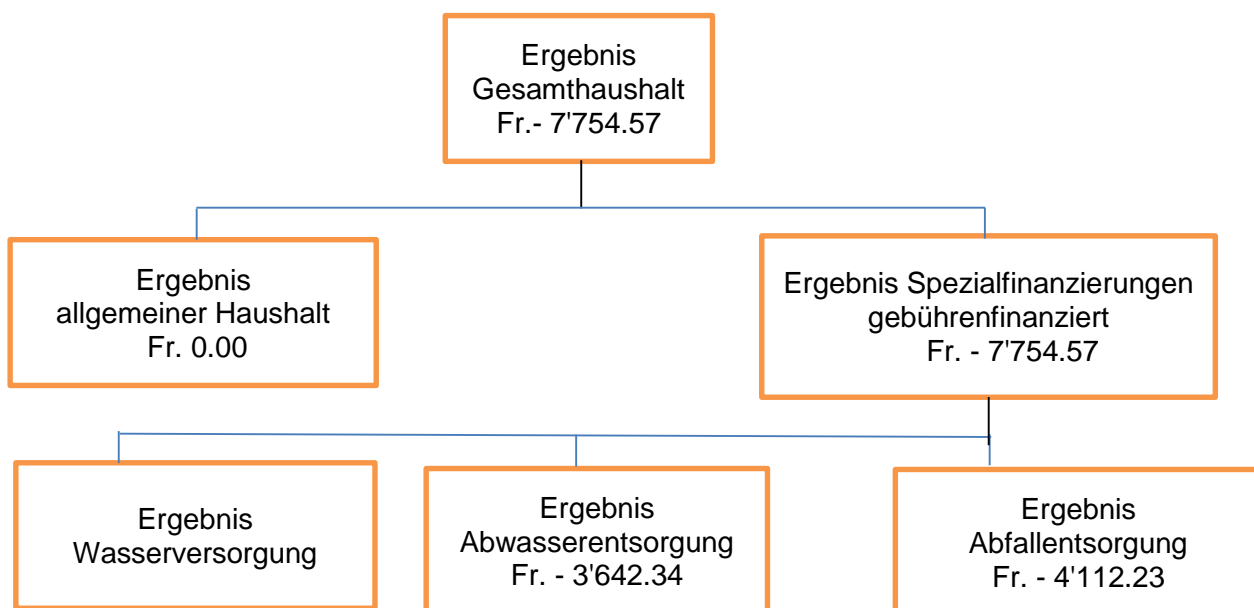 Ergebnis
Gesamthaushalt
Fr.- 7'754.57
Ergebnis
allgemeiner Haushalt
Fr. 0.00
Ergebnis Spezialfinanzierungen
gebührenfinanziert
Fr. - 7'754.57
Ergebnis
Wasserversorgung
Ergebnis
Abwasserentsorgung
Fr. - 3'642.34
Ergebnis
Abfallentsorgung
Fr. - 4'112.23